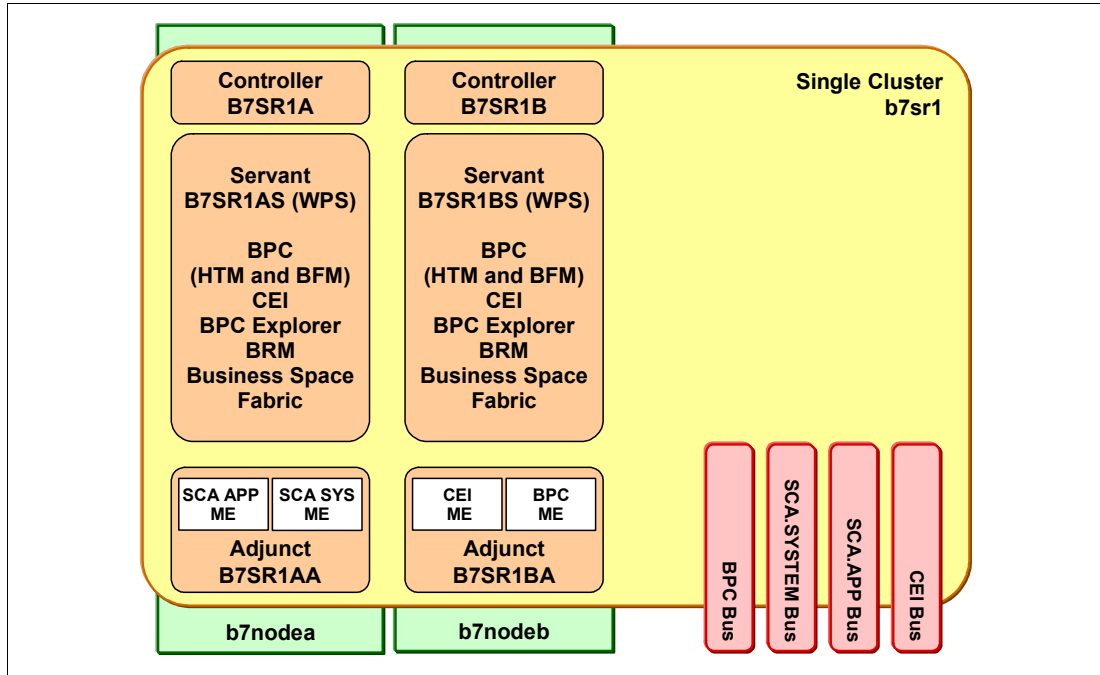 Controller
B7SR1A
Controller
B7SR1B
Single Cluster
b7sr1
Servant
B7SR1AS (WPS)
BPC
(HTM and BFM)
CEI
BPC Explorer
BRM
Business Space
Fabric
Servant
B7SR1BS (WPS)
BPC
(HTM and BFM)
CEI
BPC Explorer
BRM
Business Space
Fabric
SCA APP
ME
SCA SYS
ME
Adjunct
B7SR1AA
CEI
ME
BPC
ME
Adjunct
B7SR1BA
BPC Bus
SCA.SYSTEM Bus
SCA.APP Bus
CEI Bus
b7nodea
b7nodeb